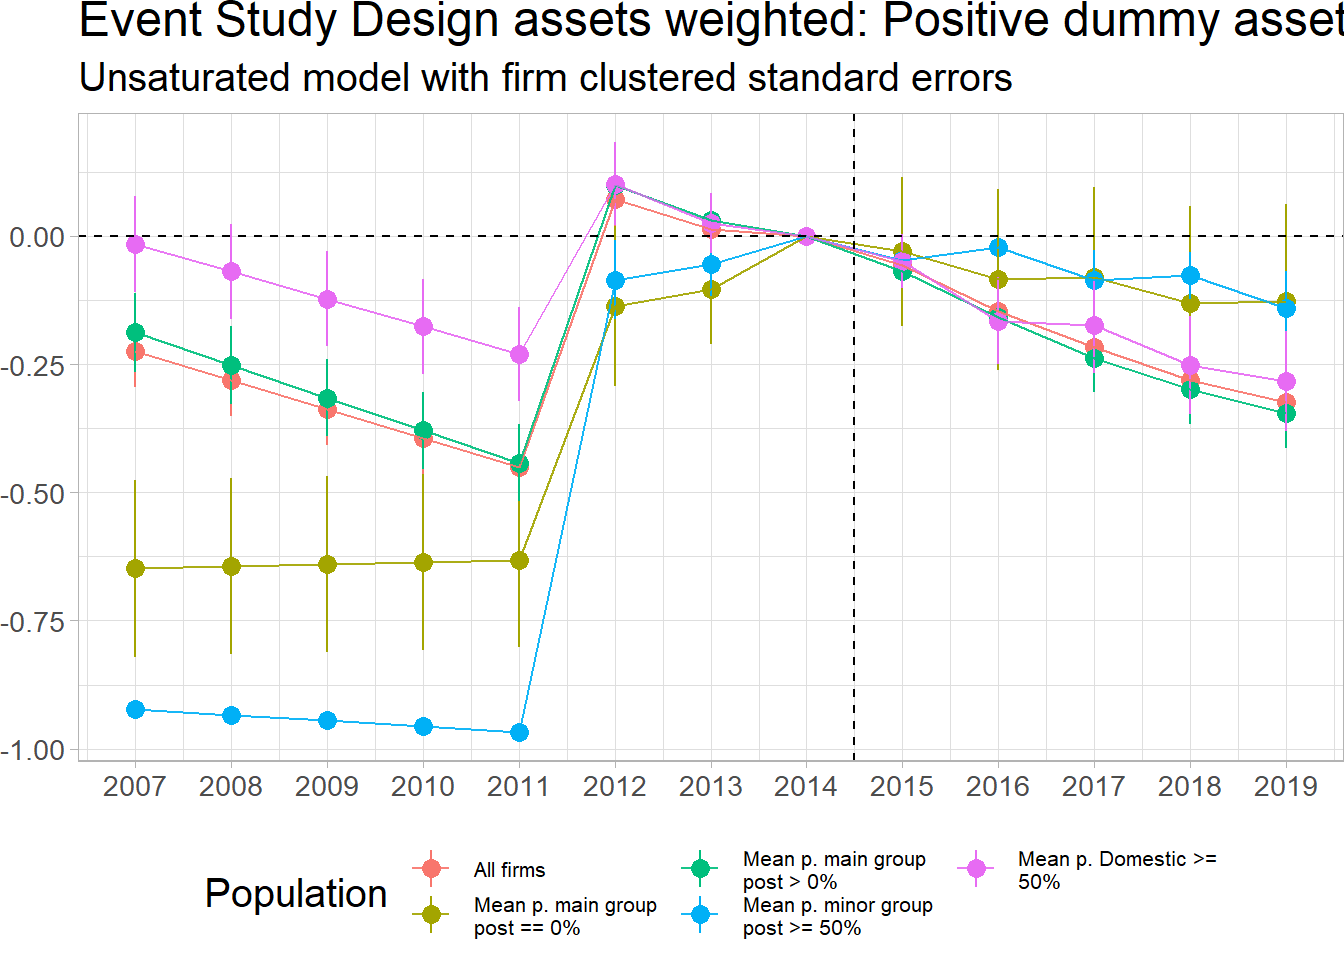 Event Study Design assets weighted: Positive dummy asset
Unsaturated model with firm clustered standard errors
0.00
-0.25
-0.50
-0.75
-1.00
2007 2008 2009 2010 2011 2012 2013 2014 2015 2016 2017 2018 2019
Population
All firms
Mean p. main group
post == 0%
Mean p. main group
post > 0%
Mean p. minor group
post >= 50%
Mean p. Domestic >=
50%